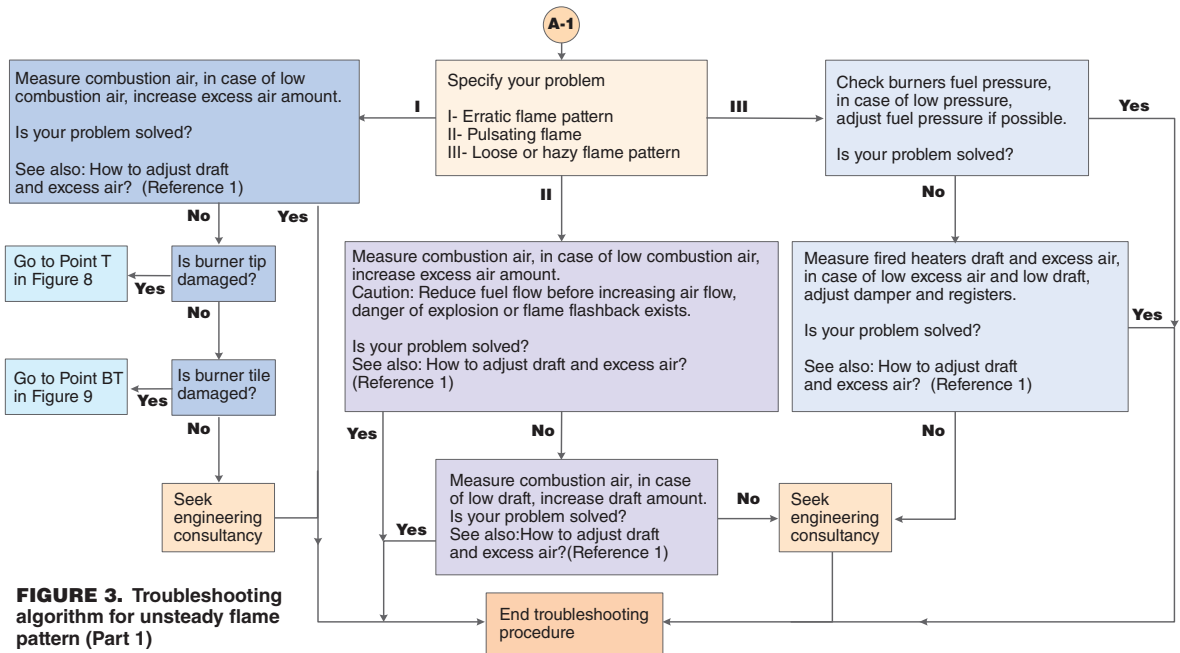 A-1
Specify your problem
I- Erratic flame pattern
II- Pulsating flame
III- Loose or hazy flame pattern
I
II
III
Measure combustion air, in case of low
combustion air, increase excess air amount.
Is your problem solved?
See also: How to adjust draft
and excess air? (Reference 1)
No
Yes
Is burner tip
damaged?
Yes
Go to Point T
in Figure 8
No
Is burner tile
damaged?
Yes
Go to Point BT
in Figure 9
No
Seek
engineering
consultancy
Measure combustion air, in case of low combustion air,
increase excess air amount.
Caution: Reduce fuel flow before increasing air flow,
danger of explosion or flame flashback exists.
Is your problem solved?
See also: How to adjust draft and excess air?
(Reference 1)
Yes
No
Measure combustion air, in case
of low draft, increase draft amount.
Is your problem solved?
See also:How to adjust draft
and excess air?(Reference 1)
Yes
No
Seek
engineering
consultancy
Check burners fuel pressure,
in case of low pressure,
adjust fuel pressure if possible.
Is your problem solved?
Yes
No
Measure fired heaters draft and excess air,
in case of low excess air and low draft,
adjust damper and registers.
Is your problem solved?
See also: How to adjust draft
and excess air? (Reference 1)
Yes
No
End troubleshooting
procedure
FIGURE 3. Troubleshooting
algorithm for unsteady flame
pattern (Part 1)